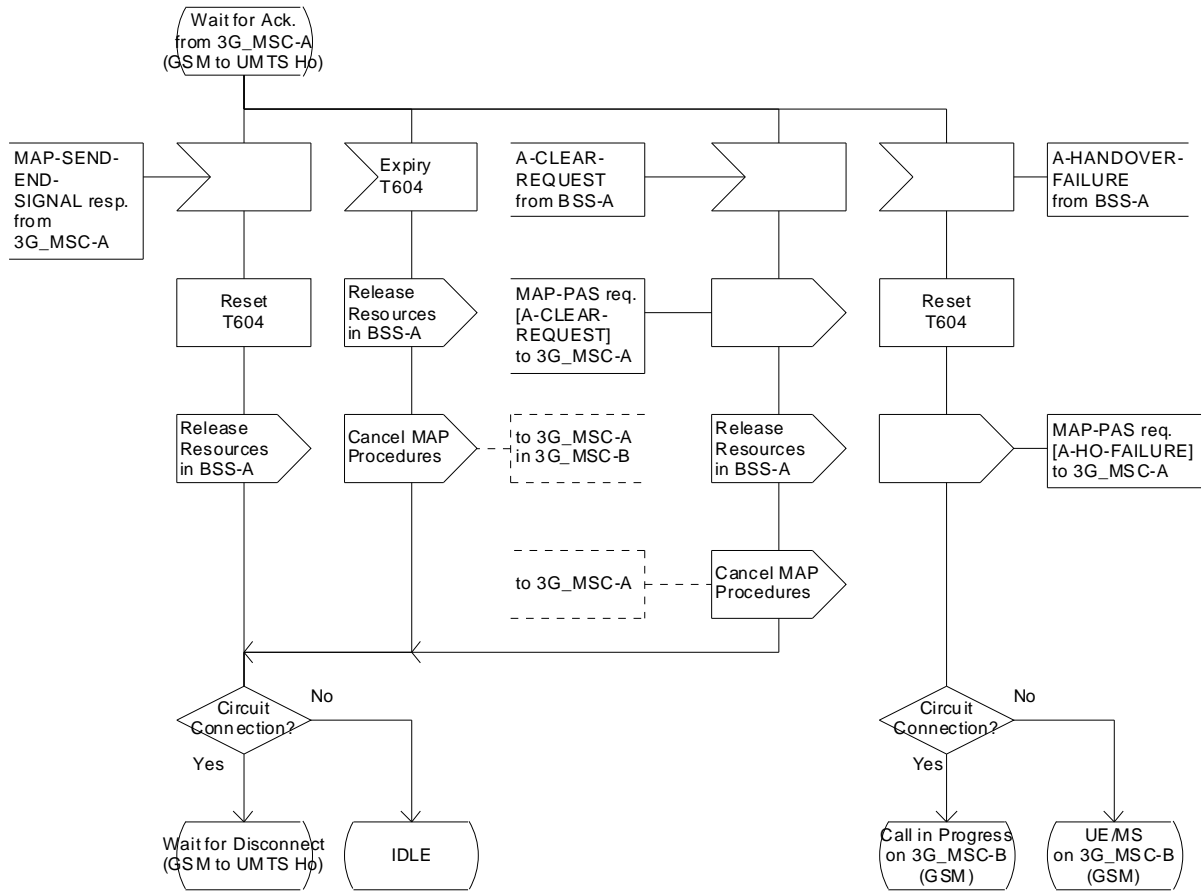 Wait for Ack.
from 3G_MSC-A
(GSM to UMTS Ho)
MAP-SEND-
END-
SIGNAL resp.
from
3G_MSC-A
Expiry
T604
A-CLEAR-
REQUEST
from BSS-A
A-HANDOVER-
FAILURE
from BSS-A
Reset
T604
Release
Resources
in BSS-A
MAP-PAS req.
[A-CLEAR-
REQUEST]
to 3G_MSC-A
Reset
T604
Release
Resources
in BSS-A
Cancel MAP
Procedures
to 3G_MSC-A
in 3G_MSC-B
Release
Resources
in BSS-A
MAP-PAS req.
[A-HO-FAILURE]
to 3G_MSC-A
to 3G_MSC-A
Cancel MAP
Procedures
Circuit
Connection?
No
Yes
Circuit
Connection?
No
Yes
Wait for Disconnect
(GSM to UMTS Ho)
IDLE
Call in Progress
on 3G_MSC-B
(GSM)
UE/MS
on 3G_MSC-B
(GSM)